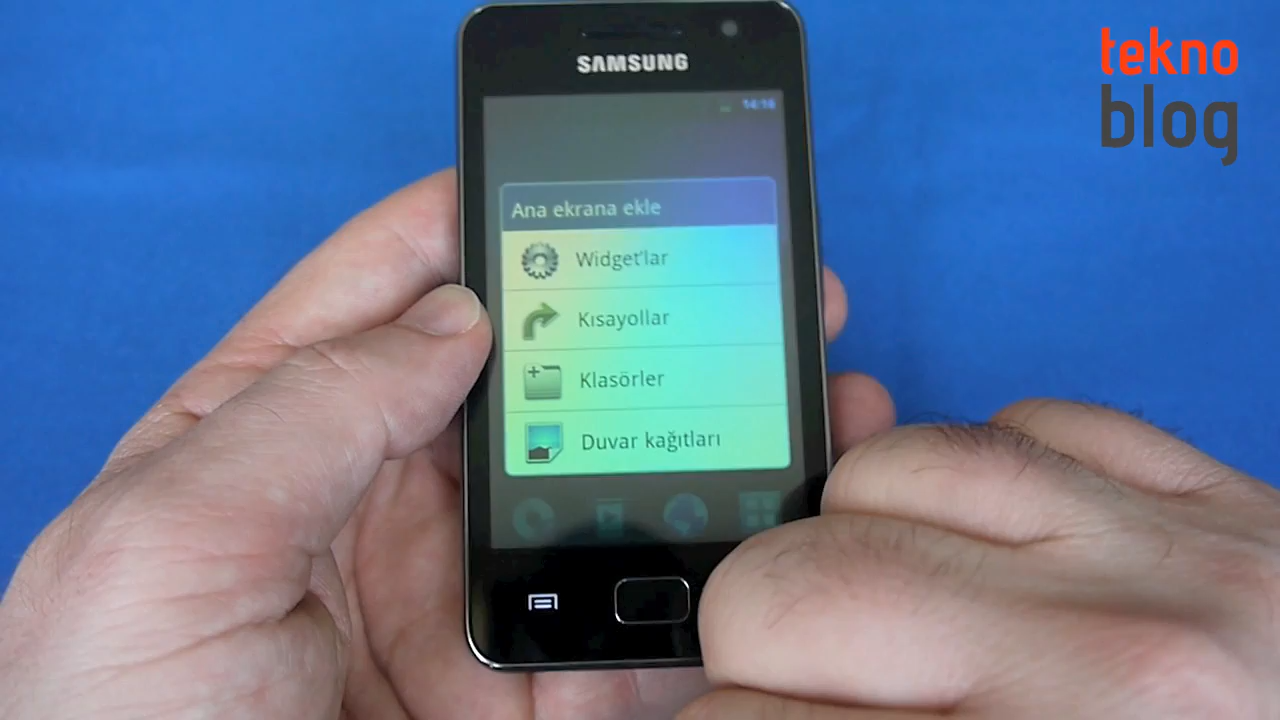 tekno
blog
SAMSUNG
14:16
Ana ekrana ekle
Widget'lar
Kısayollar
Klasörler
Duvar kağıtları